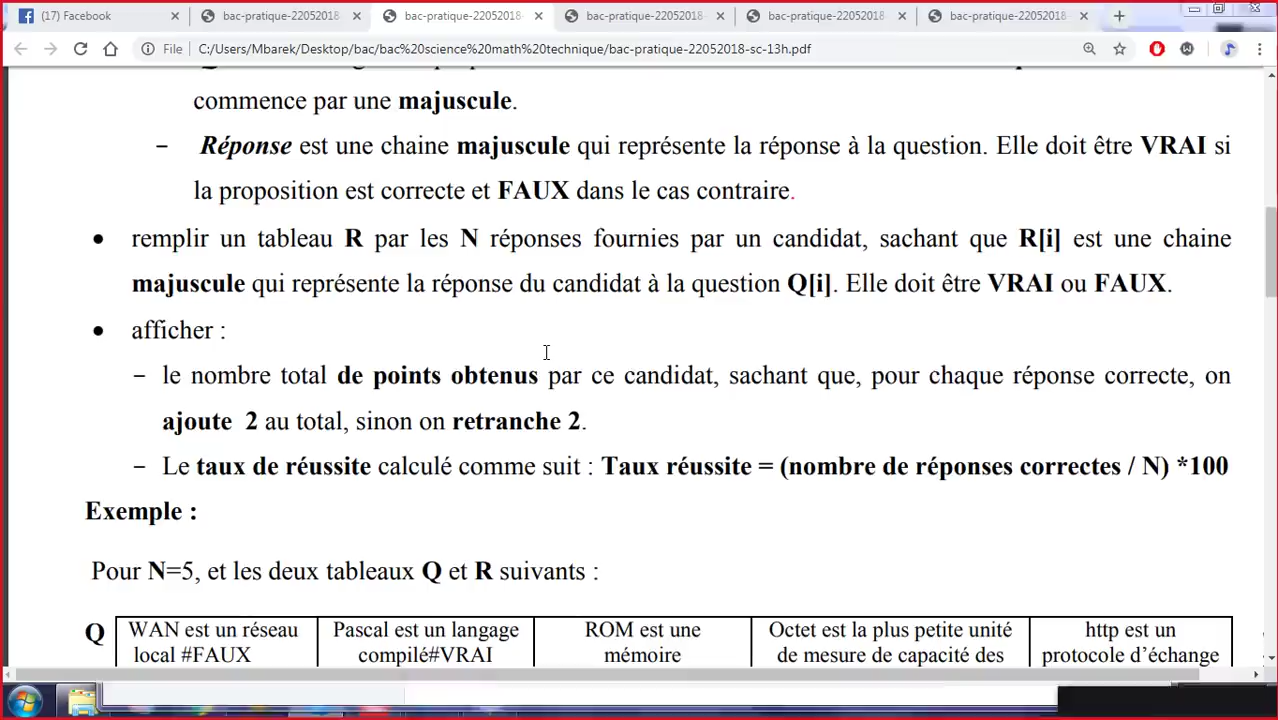 (17) Facebook
bac-pratique-22052018-
bac-pratique-22052018-
bac-pratique-22052018-
bac-pratique-22052018-
bac-pratique-22052018-
File
C:/Users/Mbarek/Desktop/bac/bac%20science%20math%20technique/bac-pratique-22052018-sc-13h.pdf
commence par une majuscule.
− Réponse est une chaine majuscule qui représente la réponse à la question. Elle doit être VRAI si
la proposition est correcte et FAUX dans le cas contraire.
• remplir un tableau R par les N réponses fournies par un candidat, sachant que R[i] est une chaine
majuscule qui représente la réponse du candidat à la question Q[i]. Elle doit être VRAI ou FAUX.
• afficher :
− le nombre total de points obtenus par ce candidat, sachant que, pour chaque réponse correcte, on
ajoute 2 au total, sinon on retranche 2.
− Le taux de réussite calculé comme suit : Taux réussite = (nombre de réponses correctes / N) *100
Exemple :
Pour N=5, et les deux tableaux Q et R suivants :
Q
WAN est un réseau
local #FAUX
Pascal est un langage
compilé#VRAI
ROM est une
mémoire
Octet est la plus petite unité
de mesure de capacité des
http est un
protocole d’échange